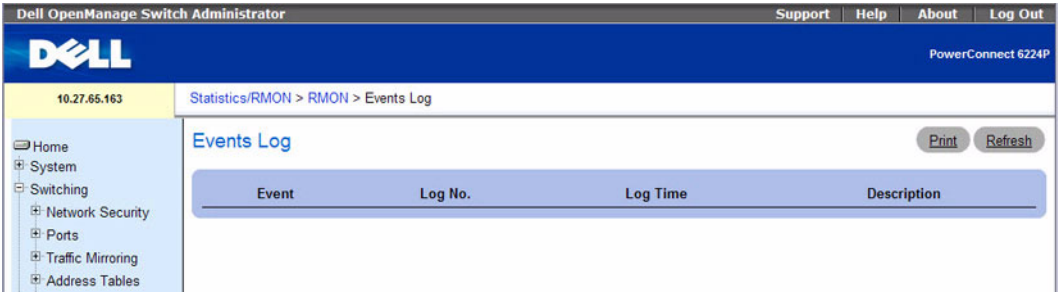 Dell OpenManage Switch Administrator
Support Help About Log Out
DELL
PowerConnect 6224P
10.27.65.163
Statistics/RMON > RMON > Events Log
Home
System
Switching
Network Security
Ports
Traffic Mirroring
Address Tables
Events Log
Print Refresh
Event Log No. Log Time Description